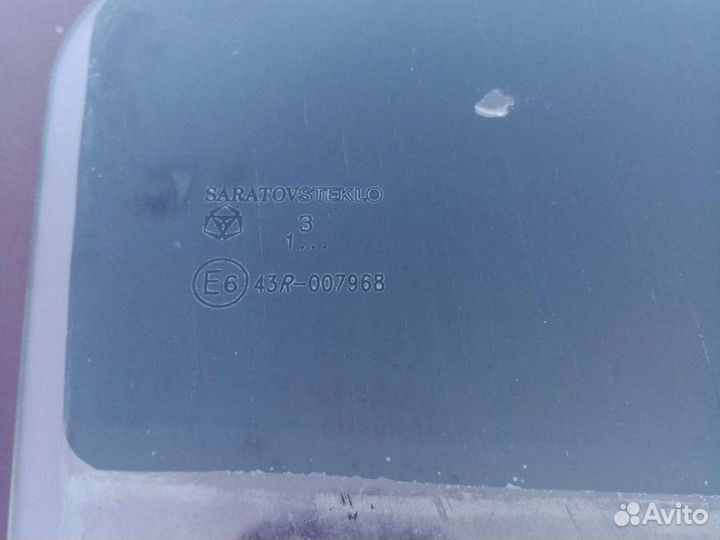 SARATOVSTEKLO
3
1...
E6 43R-007968
Avito